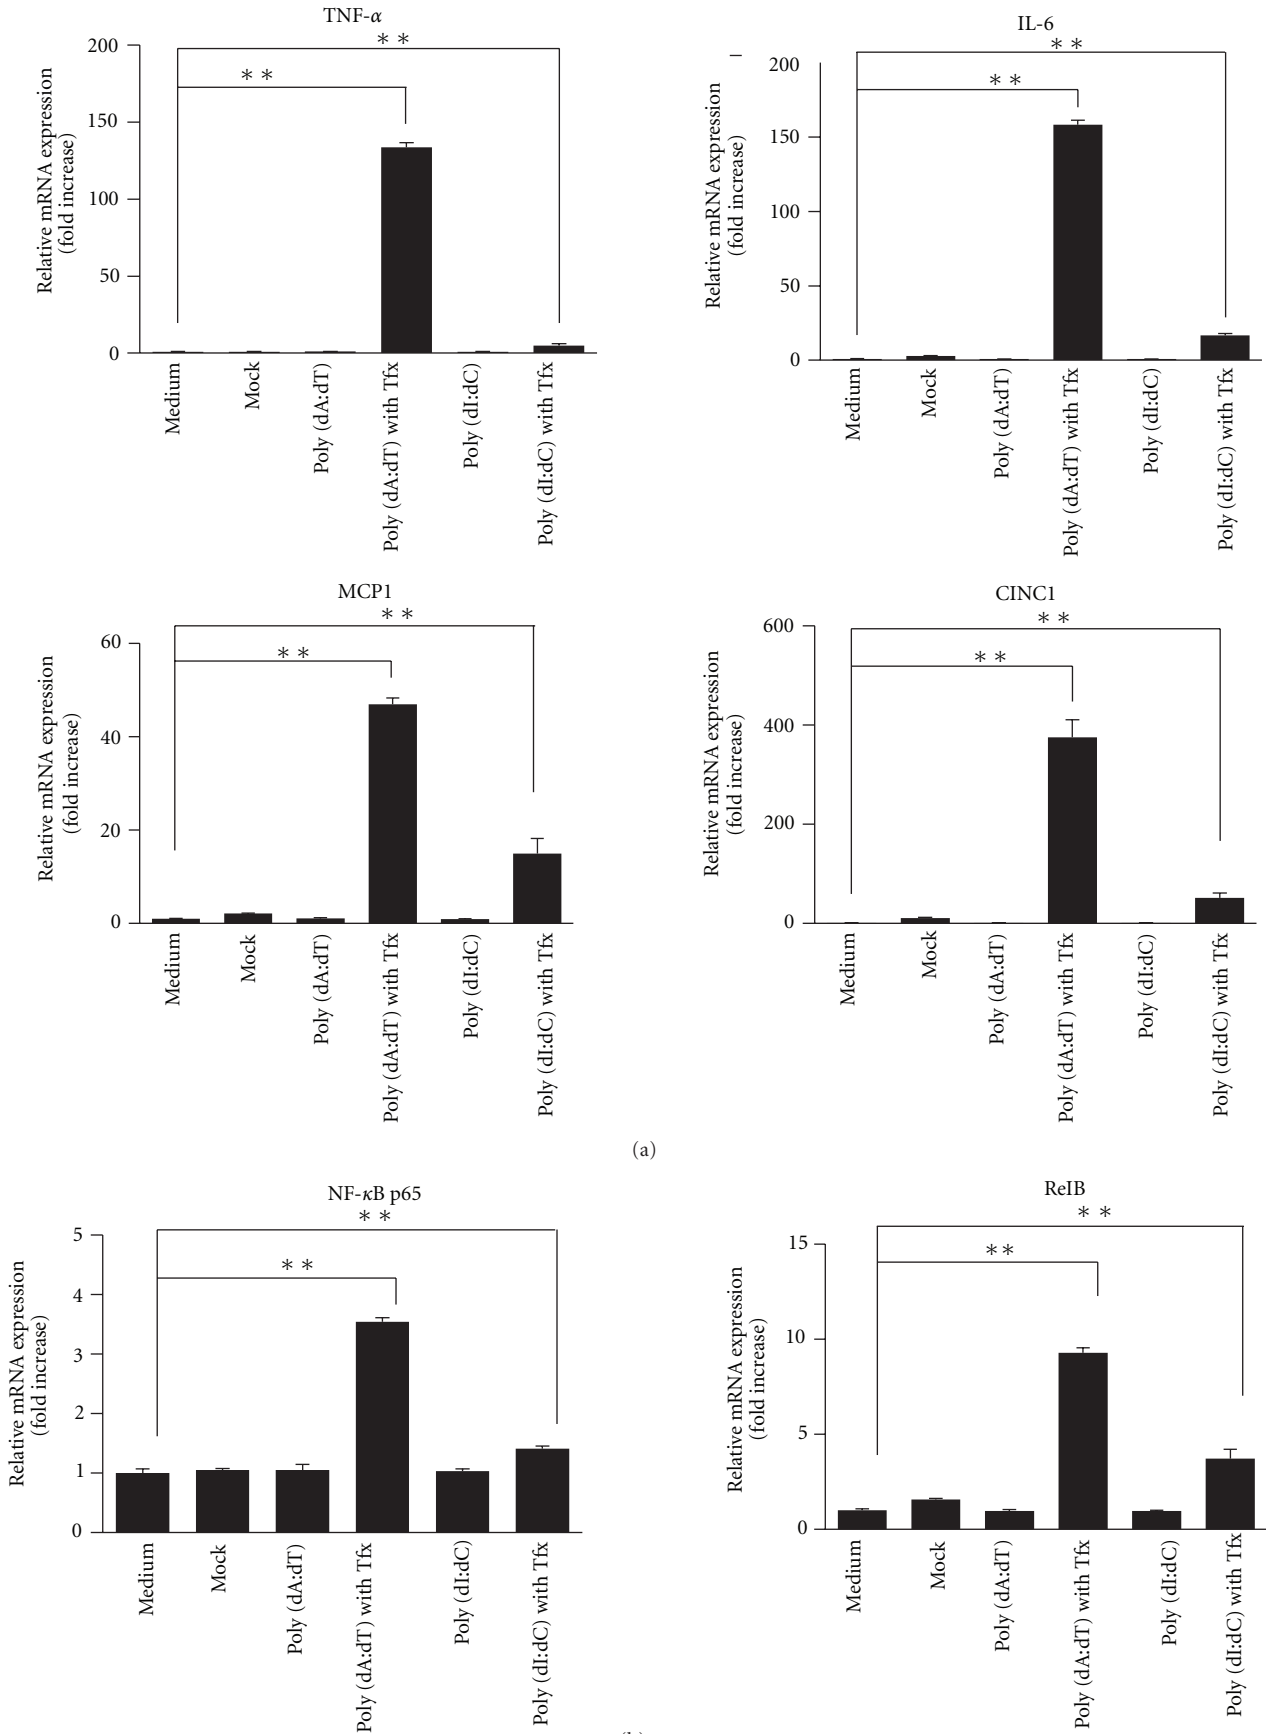 TNF-α
* *
* *
200
150
100
50
0
Relative mRNA expression
(fold increase)
Medium
Mock
Poly (dA:dT)
Poly (dA:dT) with Tfx
Poly (dI:dC)
Poly (dI:dC) with Tfx
IL-6
* *
* *
200
150
100
50
0
Relative mRNA expression
(fold increase)
Medium
Mock
Poly (dA:dT)
Poly (dA:dT) with Tfx
Poly (dI:dC)
Poly (dI:dC) with Tfx
MCP1
* *
* *
60
40
20
0
Relative mRNA expression
(fold increase)
Medium
Mock
Poly (dA:dT)
Poly (dA:dT) with Tfx
Poly (dI:dC)
Poly (dI:dC) with Tfx
CINC1
* *
* *
600
400
200
0
Relative mRNA expression
(fold increase)
Medium
Mock
Poly (dA:dT)
Poly (dA:dT) with Tfx
Poly (dI:dC)
Poly (dI:dC) with Tfx
(a)
NF-κB p65
* *
* *
5
4
3
2
1
0
Relative mRNA expression
(fold increase)
Medium
Mock
Poly (dA:dT)
Poly (dA:dT) with Tfx
Poly (dI:dC)
Poly (dI:dC) with Tfx
ReIB
* *
**
15
10
5
0
Relative mRNA expression
(fold increase)
Medium
Mock
Poly (dA:dT)
Poly (dA:dT) with Tfx
Poly (dI:dC)
Poly (dI:dC) with Tfx